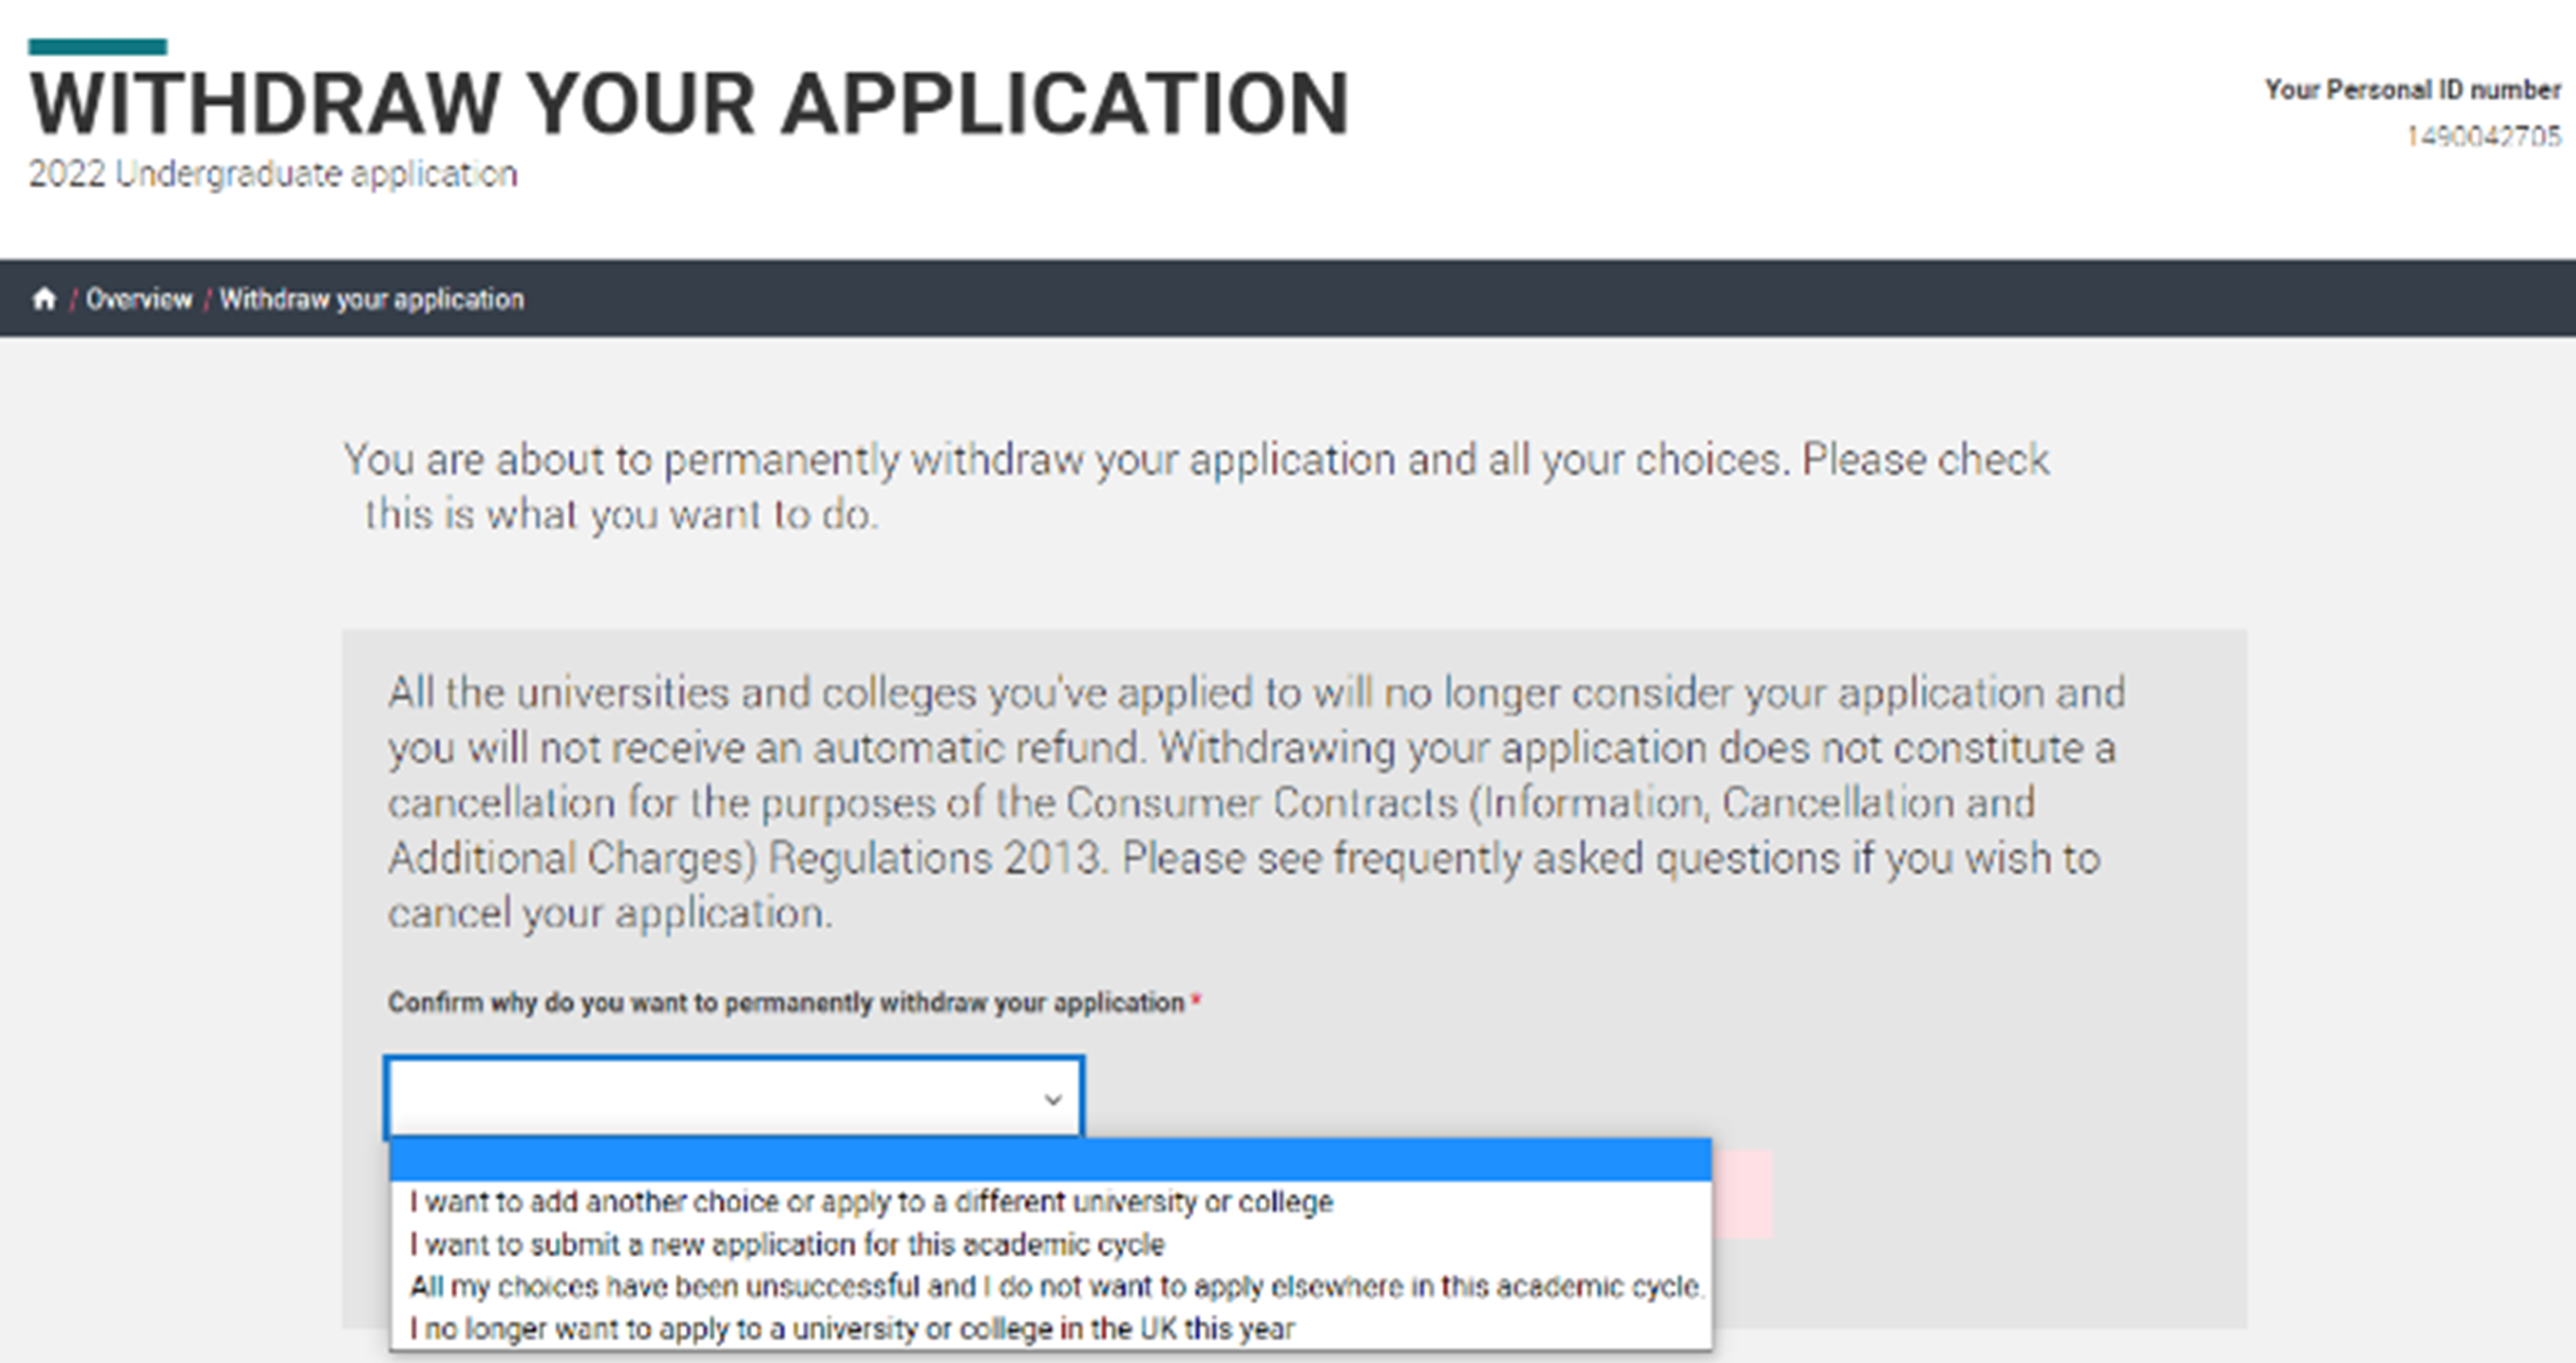 WITHDRAW YOUR APPLICATION
2022 Undergraduate application
Your Personal ID number
1490042705
/ Overview / Withdraw your application
You are about to permanently withdraw your application and all your choices. Please check
this is what you want to do.
All the universities and colleges you've applied to will no longer consider your application and
you will not receive an automatic refund. Withdrawing your application does not constitute a
cancellation for the purposes of the Consumer Contracts (Information, Cancellation and
Additional Charges) Regulations 2013. Please see frequently asked questions if you wish to
cancel your application.
Confirm why do you want to permanently withdraw your application *
I want to add another choice or apply to a different university or college
I want to submit a new application for this academic cycle
All my choices have been unsuccessful and I do not want to apply elsewhere in this academic cycle.
I no longer want to apply to a university or college in the UK this year